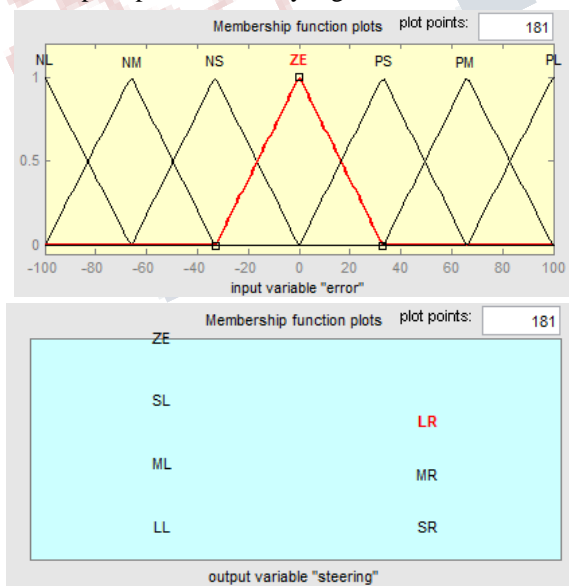 Membership function plots plot points: 181
NL NM NS ZE PS PM PL
1
0.5
0
-100 -80 -60 -40 -20 0 20 40 60 80 100
input variable "error"
Membership function plots plot points: 181
ZE
SL
LR
ML
MR
LL SR
output variable "steering"